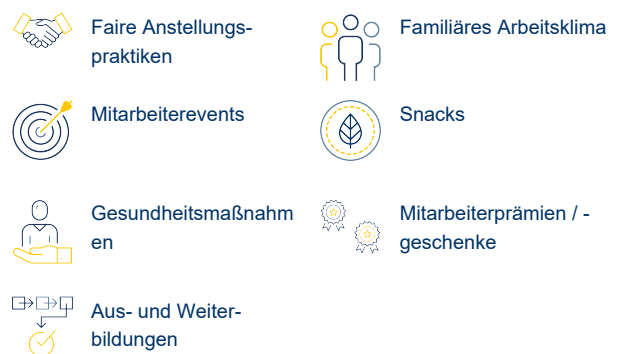 Faire Anstellungs-
praktiken
Familiäres Arbeitsklima
Mitarbeiterevents
Snacks
Gesundheitsmaßnahm
en
Mitarbeiterprämien / -
geschenke
Aus- und Weiter-
bildungen